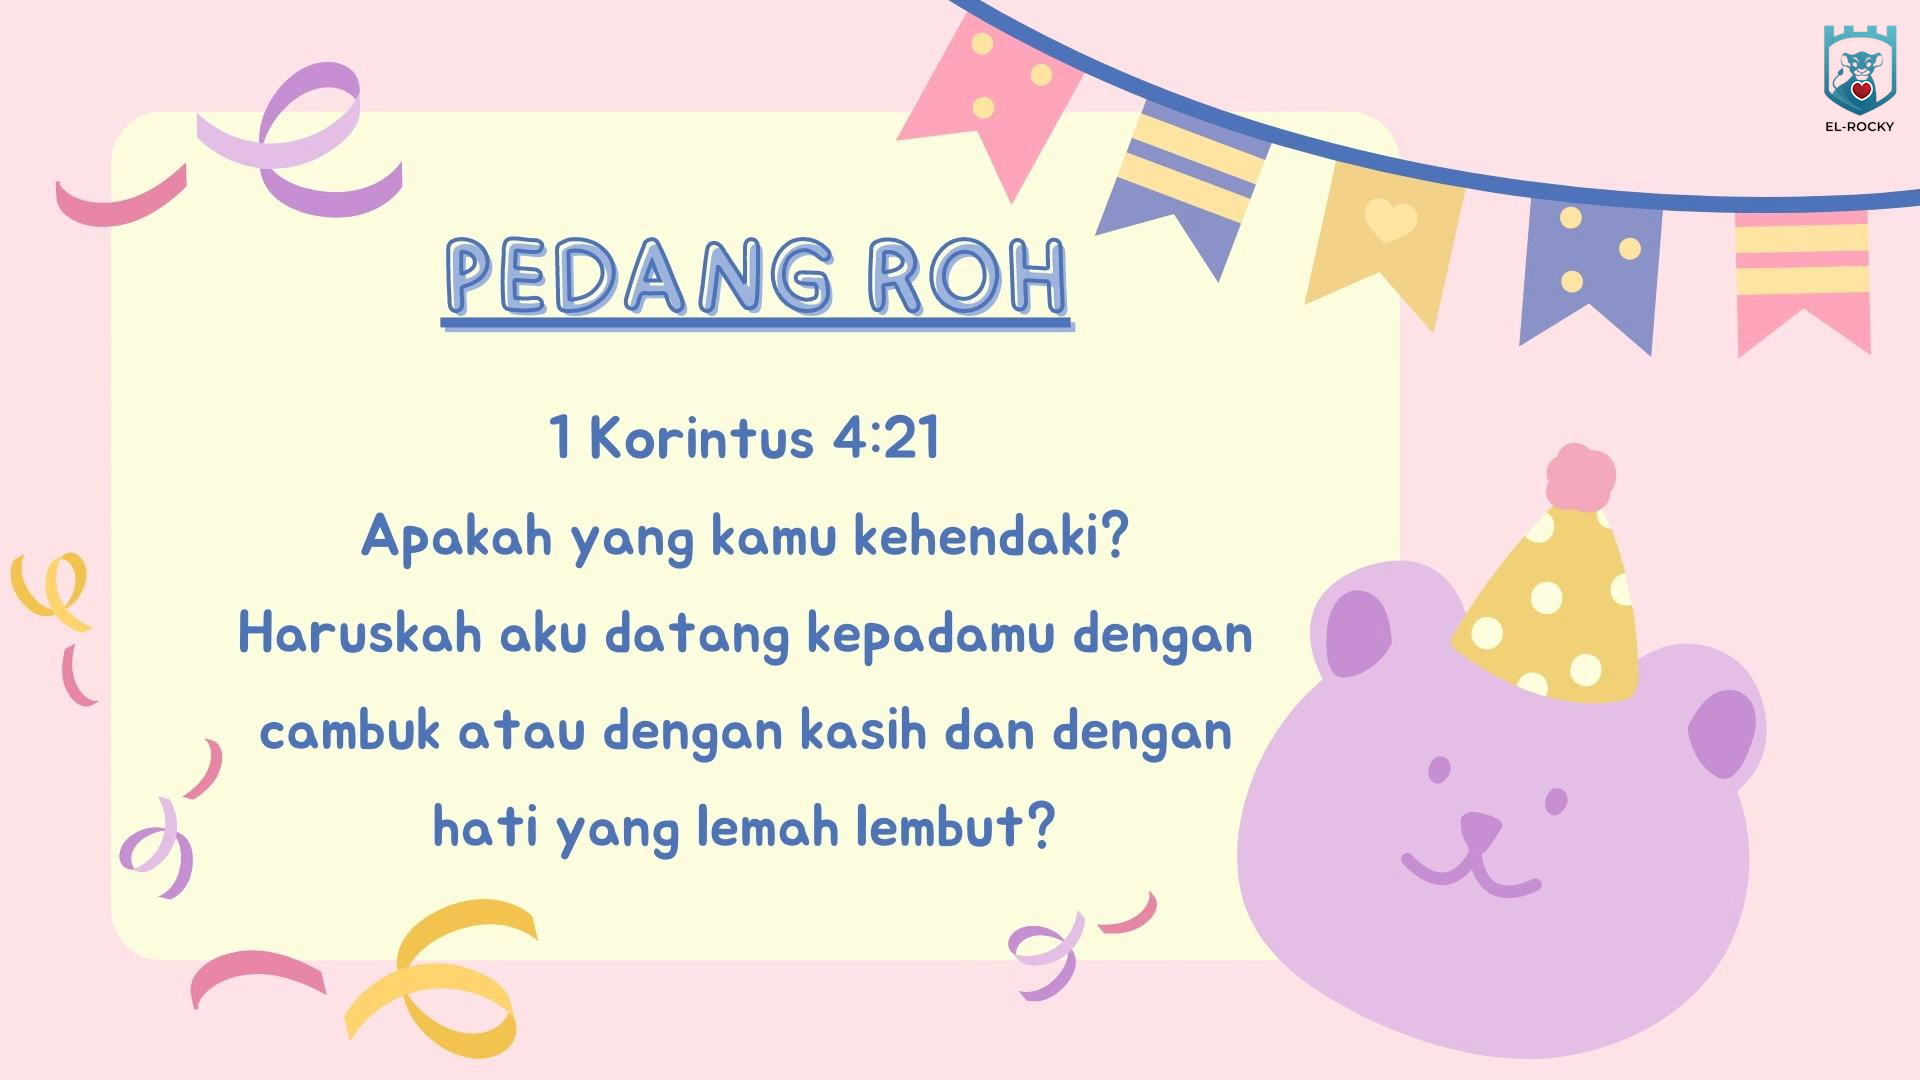 EL-ROCKY
PEDANG ROH
1 Korintus 4:21
Apakah yang kamu kehendaki?
Haruskah aku datang kepadamu dengan
cambuk atau dengan kasih dan dengan
hati yang lemah lembut?